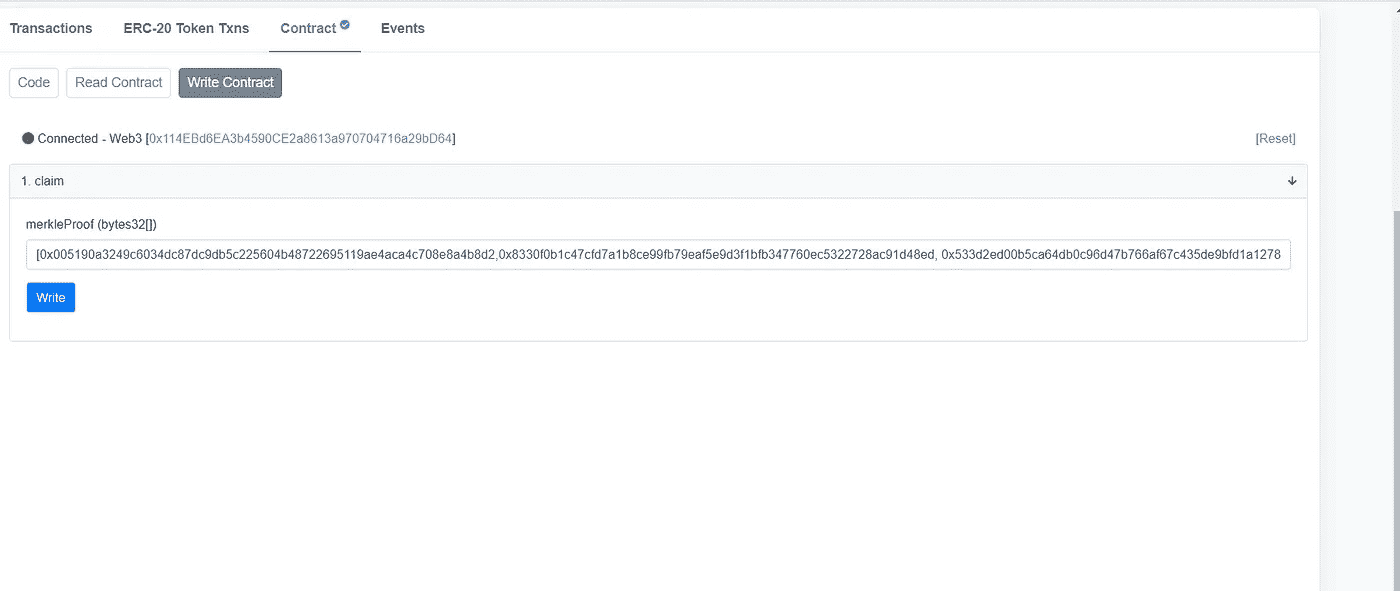 Transactions ERC-20 Token Txns Contract Events
Code Read Contract Write Contract
Connected - Web3 [0x114EBd6EA3b4590CE2a8613a970704716a29bD64] [Reset]
1. claim
merkleProof (bytes32[])
[0x005190a3249c6034dc87dc9db5c225604b48722695119ae4aca4c708e8a4b8d2,0x8330f0b1c47cfd7a1b8ce99fb79eaf5e9d3f1bfb347760ec5322728ac91d48ed, 0x533d2ed00b5ca64db0c96d47b766af67c435de9bfd1a1278
Write